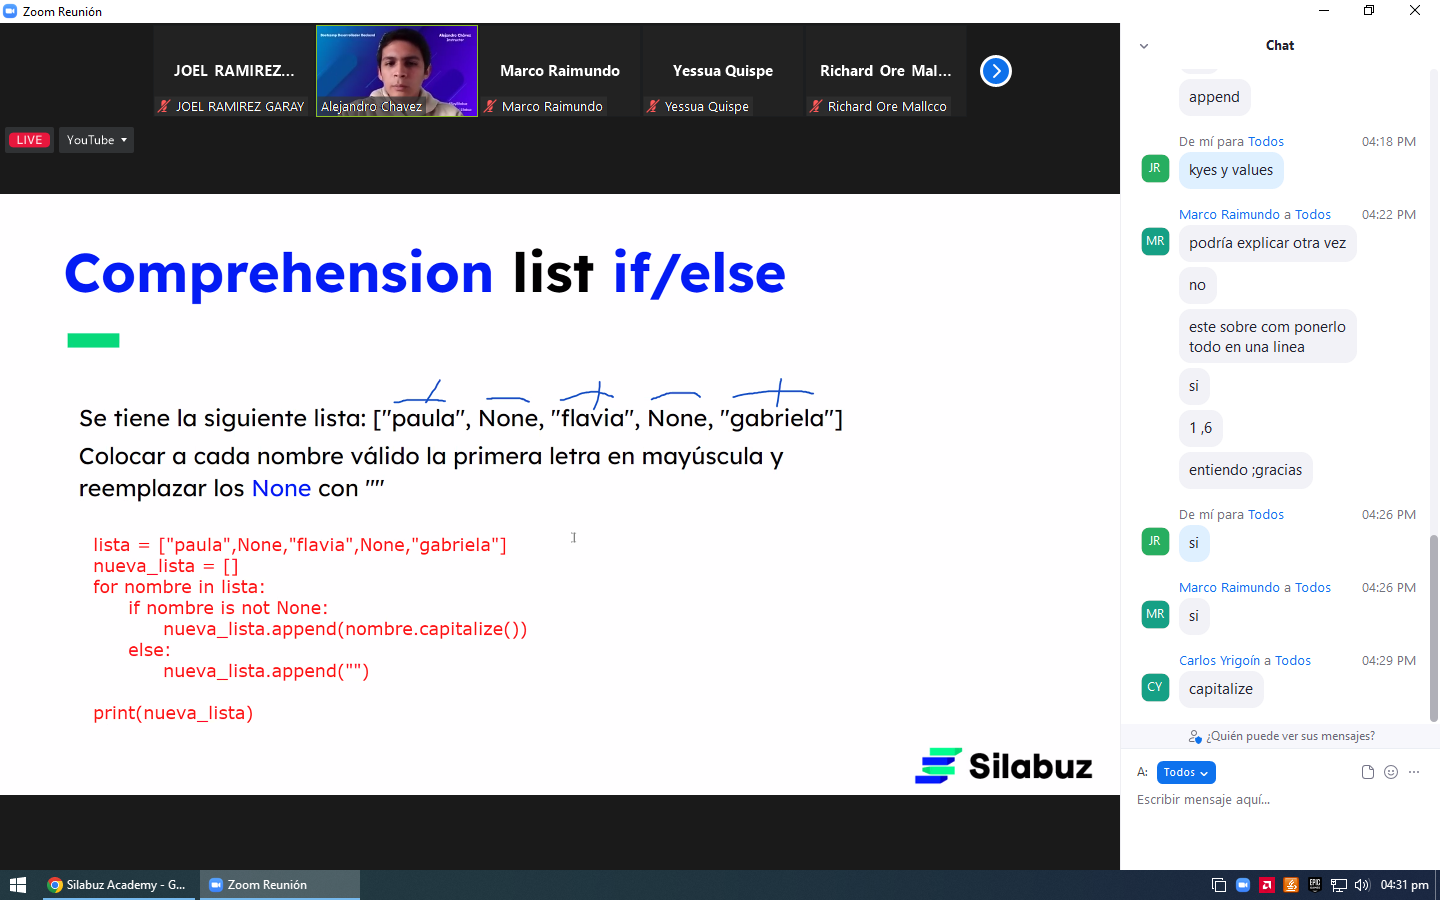 Zoom Reunión
JOEL RAMIREZ...
JOEL RAMIREZ GARAY
Bootcamp Desarrollador Backend
Alejandro Chávez
Instructor
Alejandro Chavez
Marco Raimundo
Marco Raimundo
Yessua Quispe
Yessua Quispe
Richard Ore Mal...
Richard Ore Mallcco
LIVE
YouTube
Comprehension list if/else
Se tiene la siguiente lista: ["paula", None, "flavia", None, "gabriela"]
Colocar a cada nombre válido la primera letra en mayúscula y
reemplazar los None con ""
lista = ["paula",None,"flavia",None,"gabriela"]
nueva_lista = []
for nombre in lista:
if nombre is not None:
nueva_lista.append(nombre.capitalize())
else:
nueva_lista.append("")
print(nueva_lista)
Silabuz
Chat
append
De mí para Todos 04:18 PM
JR
kyes y values
Marco Raimundo a Todos 04:22 PM
MR
podría explicar otra vez
no
este sobre com ponerlo
todo en una linea
si
1 ,6
entiendo ;gracias
De mí para Todos 04:26 PM
JR
si
Marco Raimundo a Todos 04:26 PM
MR
si
Carlos Yrigoín a Todos 04:29 PM
CY
capitalize
¿Quién puede ver sus mensajes?
A: Todos
Escribir mensaje aquí...
Silabuz Academy - G...
Zoom Reunión
EPIC
04:31 pm